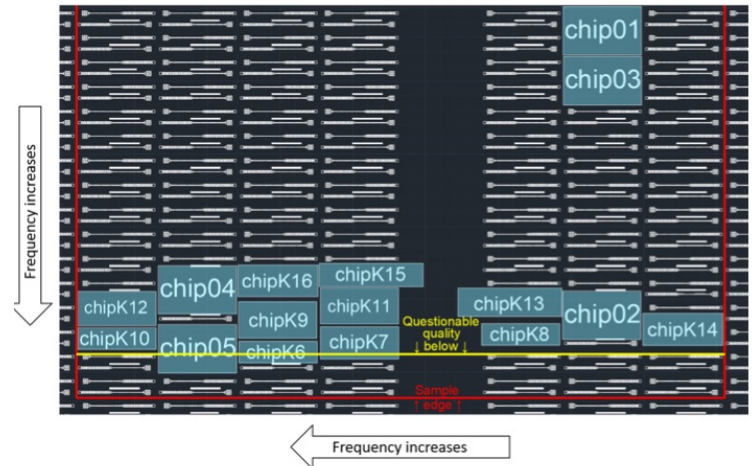 chip01
chip03
Frequency increases
chipK15
chip04
chipK16
chipK12
chipK11
chipK13
chip02
chipK9
Questionable
quality
↓ below ↓
chipK10
chipK7
chipK8
chipK14
chip05
chipK6
Sample
↑ edge ↑
Frequency increases